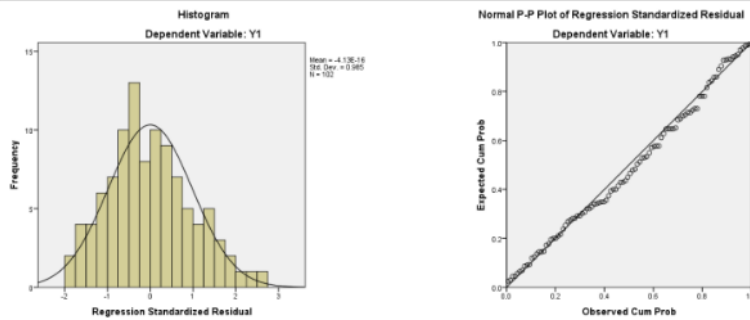 Histogram
Dependent Variable: Y1
Mean = -4.13E-16
Std. Dev. = 0.985
N = 102
15
10
5
0
Frequency
-2 -1 0 1 2 3
Regression Standardized Residual
Normal P-P Plot of Regression Standardized Residual
Dependent Variable: Y1
1.0
0.8
0.6
0.4
0.2
0.0
Expected Cum Prob
0.0 0.2 0.4 0.6 0.8 1.0
Observed Cum Prob